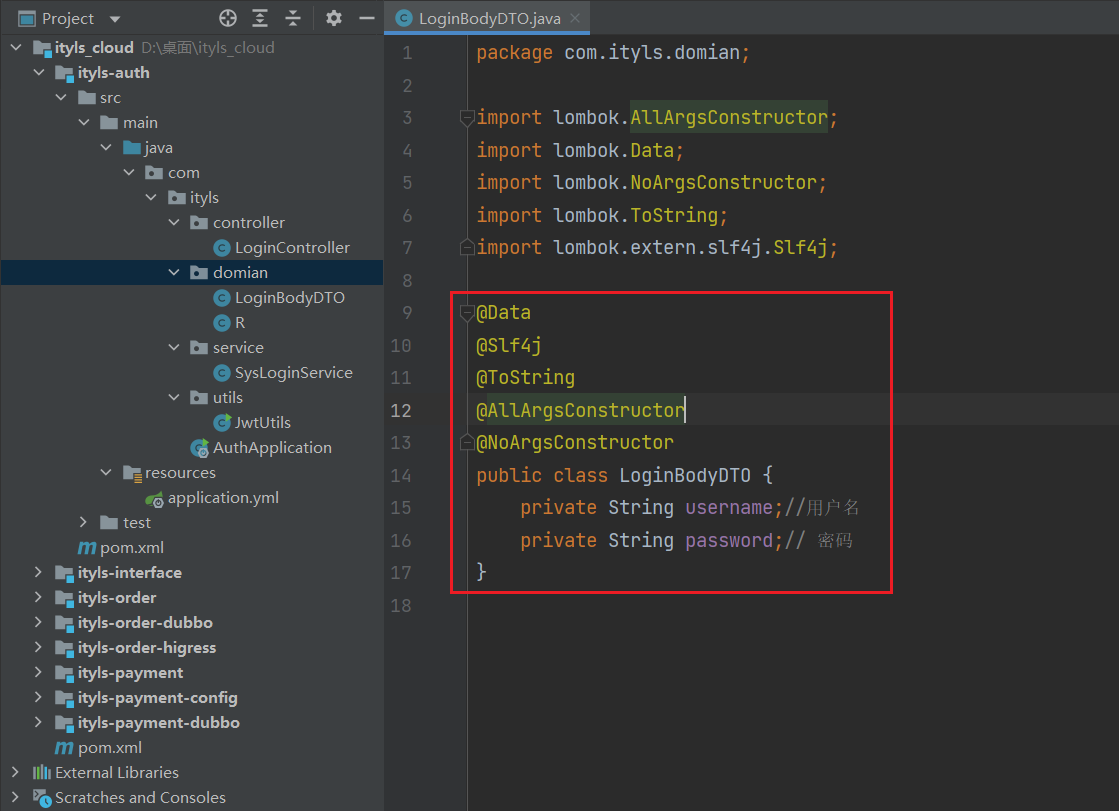 Project
ityls_cloud D:\桌面\ityls_cloud
ityls-auth
src
main
java
com
ityls
controller
LoginController
domian
LoginBodyDTO
R
service
SysLoginService
utils
JwtUtils
AuthApplication
resources
application.yml
test
pom.xml
ityls-interface
ityls-order
ityls-order-dubbo
ityls-order-higress
ityls-payment
ityls-payment-config
ityls-payment-dubbo
pom.xml
External Libraries
Scratches and Consoles
LoginBodyDTO.java
1 package com.ityls.domian;
2
3 import lombok.AllArgsConstructor;
4 import lombok.Data;
5 import lombok.NoArgsConstructor;
6 import lombok.ToString;
7 import lombok.extern.slf4j.Slf4j;
8
9 @Data
10 @Slf4j
11 @ToString
12 @AllArgsConstructor
13 @NoArgsConstructor
14 public class LoginBodyDTO {
15 private String username;//用户名
16 private String password;// 密码
17 }
18